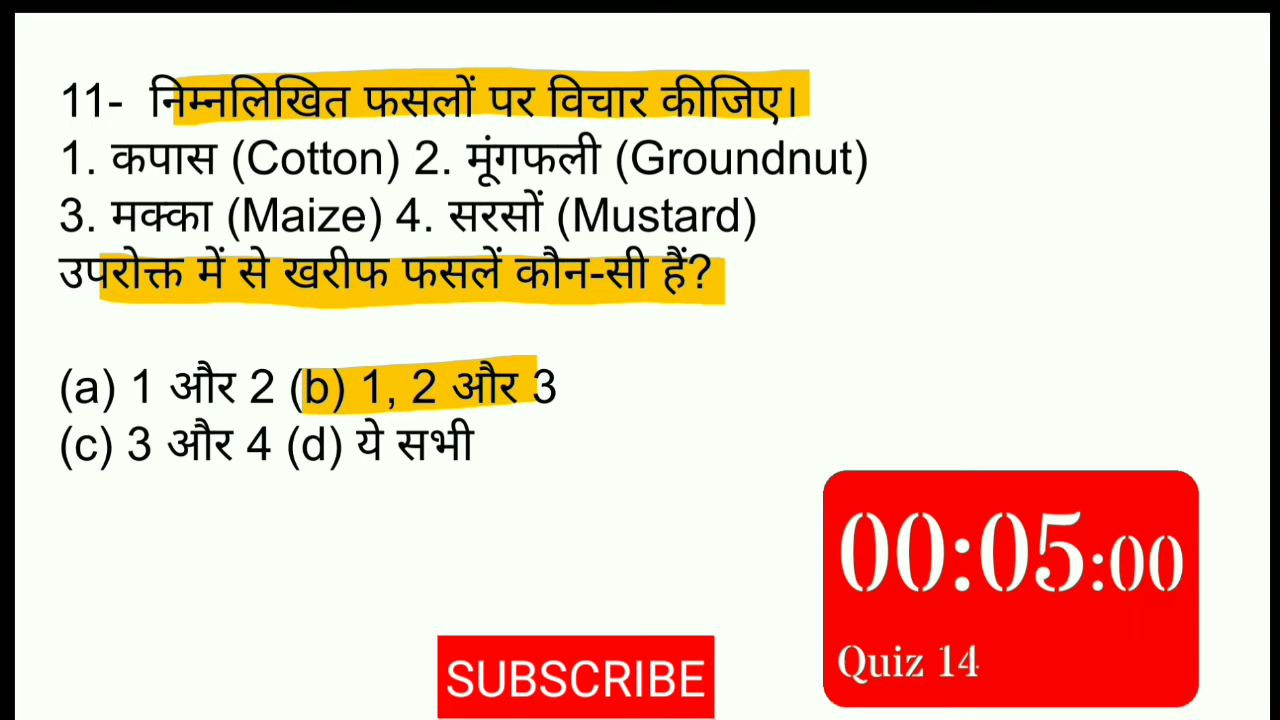 11- निम्नलिखित फसलों पर विचार कीजिए।
1. कपास (Cotton) 2. मूंगफली (Groundnut)
3. मक्का (Maize) 4. सरसों (Mustard)
उपरोक्त में से खरीफ फसलें कौन-सी हैं?
(a) 1 और 2 (b) 1, 2 और 3
(c) 3 और 4 (d) ये सभी
00:05:00
Quiz 14
SUBSCRIBE